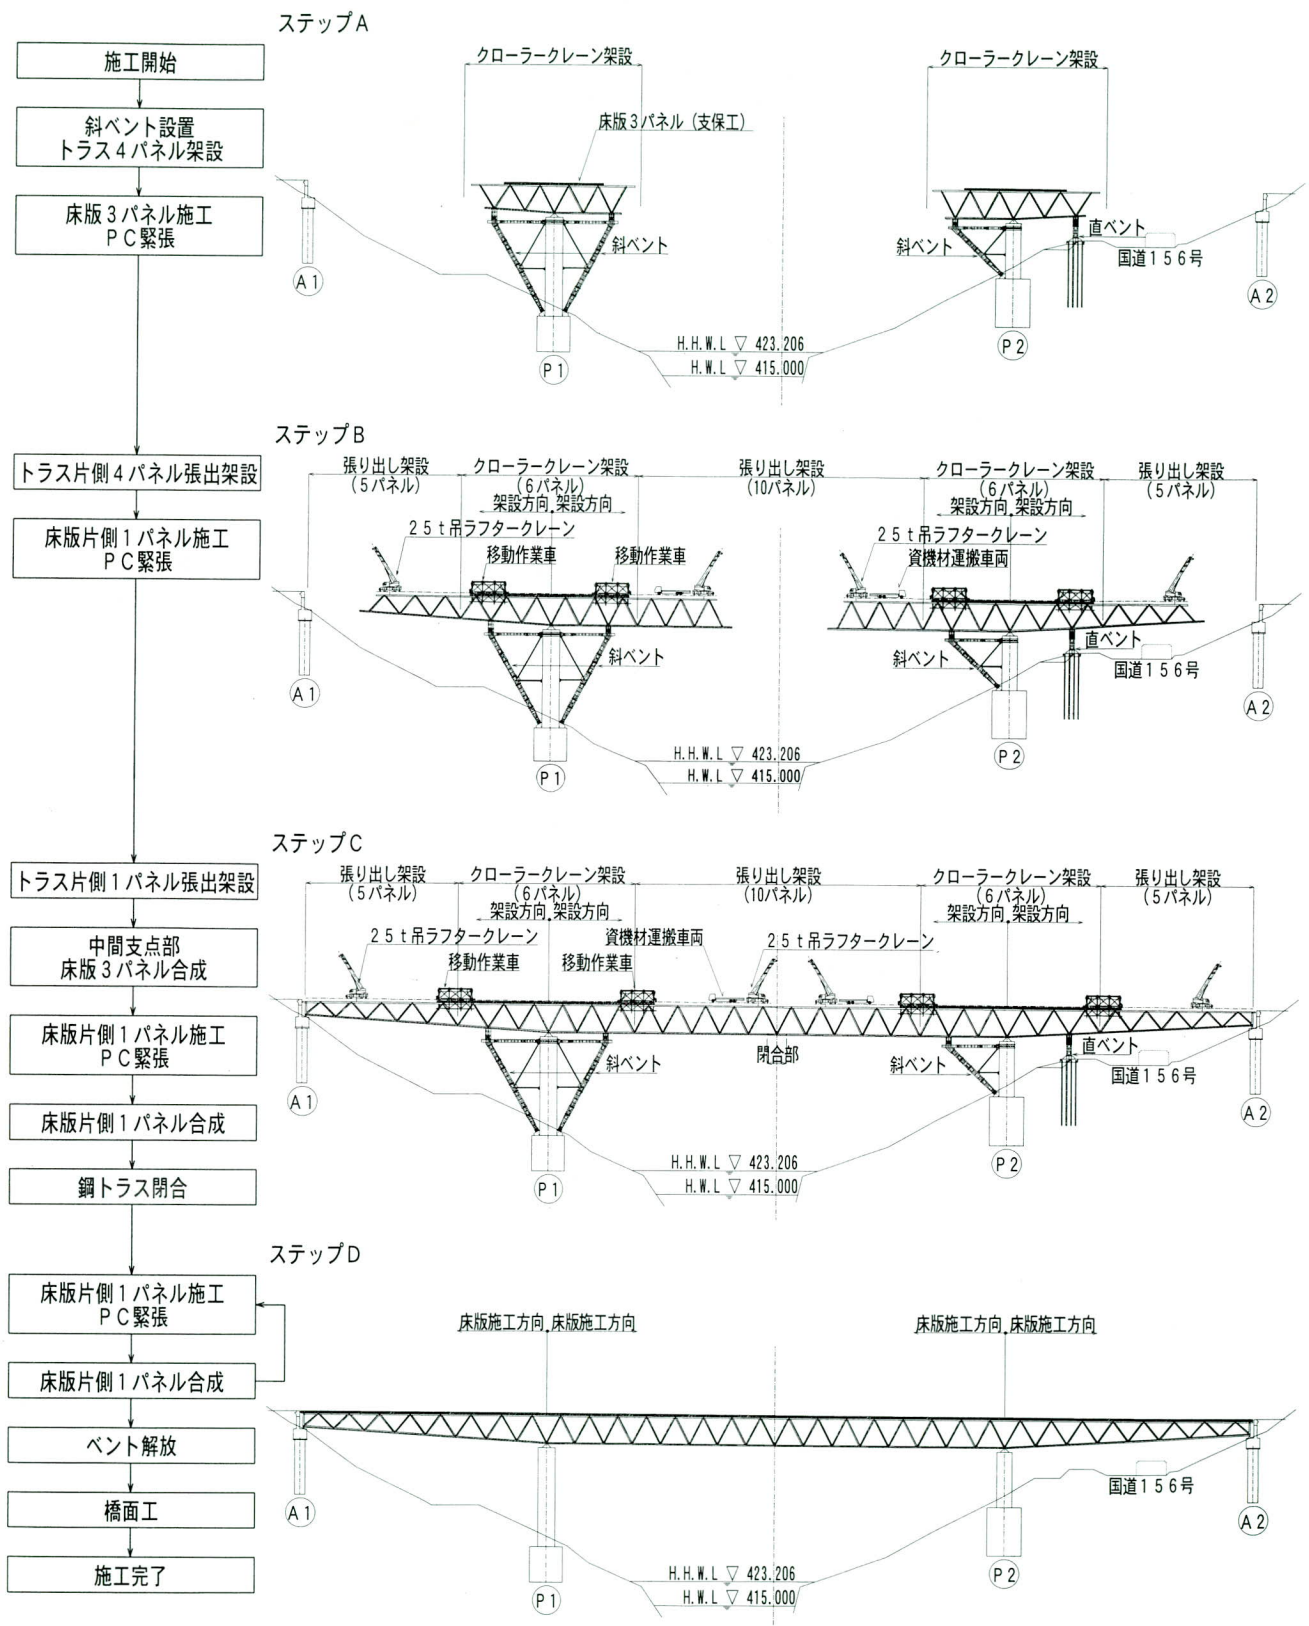 ステップA
施工開始
斜ベント設置
トラス4パネル架設
床版3パネル施工
PC緊張
クローラークレーン架設
クローラークレーン架設
床版3パネル（支保工）
斜ベント
斜ベント
直ベント
国道156号
A1
A2
H.H.W.L ▽ 423.206
H.W.L ▽ 415.000
P1
P2
ステップB
トラス片側4パネル張出架設
床版片側1パネル施工
PC緊張
張り出し架設
(5パネル)
クローラークレーン架設
(6パネル)
架設方向 架設方向
張り出し架設
(10パネル)
クローラークレーン架設
(6パネル)
架設方向 架設方向
張り出し架設
(5パネル)
25t吊ラフタークレーン
移動作業車
移動作業車
25t吊ラフタークレーン
資機材運搬車両
斜ベント
斜ベント
直ベント
国道156号
A1
A2
H.H.W.L ▽ 423.206
H.W.L ▽ 415.000
P1
P2
ステップC
トラス片側1パネル張出架設
中間支点部
床版3パネル合成
床版片側1パネル施工
PC緊張
床版片側1パネル合成
鋼トラス閉合
張り出し架設
(5パネル)
クローラークレーン架設
(6パネル)
架設方向 架設方向
張り出し架設
(10パネル)
クローラークレーン架設
(6パネル)
架設方向 架設方向
張り出し架設
(5パネル)
25t吊ラフタークレーン
移動作業車
移動作業車
資機材運搬車両
25t吊ラフタークレーン
斜ベント
閉合部
斜ベント
直ベント
国道156号
A1
A2
H.H.W.L ▽ 423.206
H.W.L ▽ 415.000
P1
P2
ステップD
床版片側1パネル施工
PC緊張
床版片側1パネル合成
ベント解放
橋面工
施工完了
床版施工方向 床版施工方向
床版施工方向 床版施工方向
国道156号
A1
A2
H.H.W.L ▽ 423.206
H.W.L ▽ 415.000
P1
P2